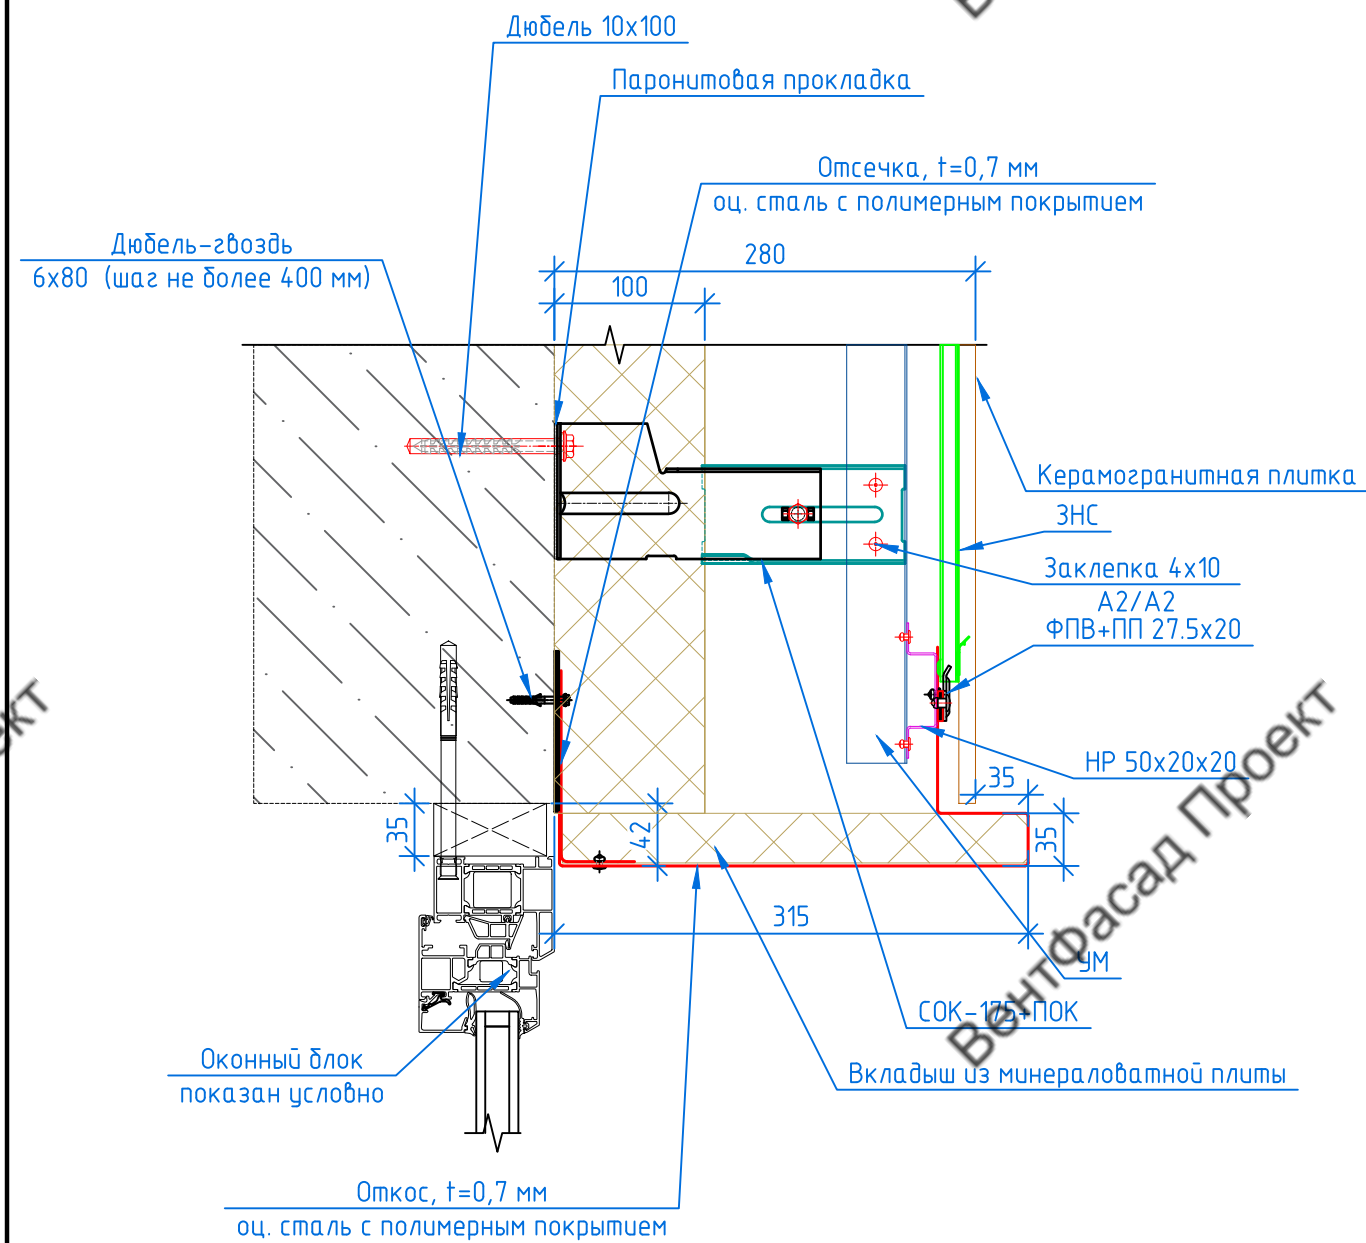 Дюбель 10х100
Паронитовая прокладка
Отсечка, t=0,7 мм
оц. сталь с полимерным покрытием
Дюбель-гвоздь
6х80 (шаг не более 400 мм)
280
100
Керамогранитная плитка
ЗНС
Заклепка 4х10
А2/А2
ФПВ+ПП 27.5х20
НР 50х20х20
35
35
42
35
315
УМ
СОК-175+ПОК
Вкладыш из минераловатной плиты
Оконный блок
показан условно
Откос, t=0,7 мм
оц. сталь с полимерным покрытием
ВентФасад Проект